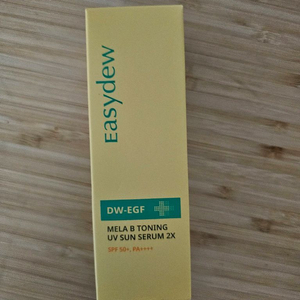 Easydew
DW-EGF
MELA B TONING
UV SUN SERUM 2X
SPF 50+, PA++++